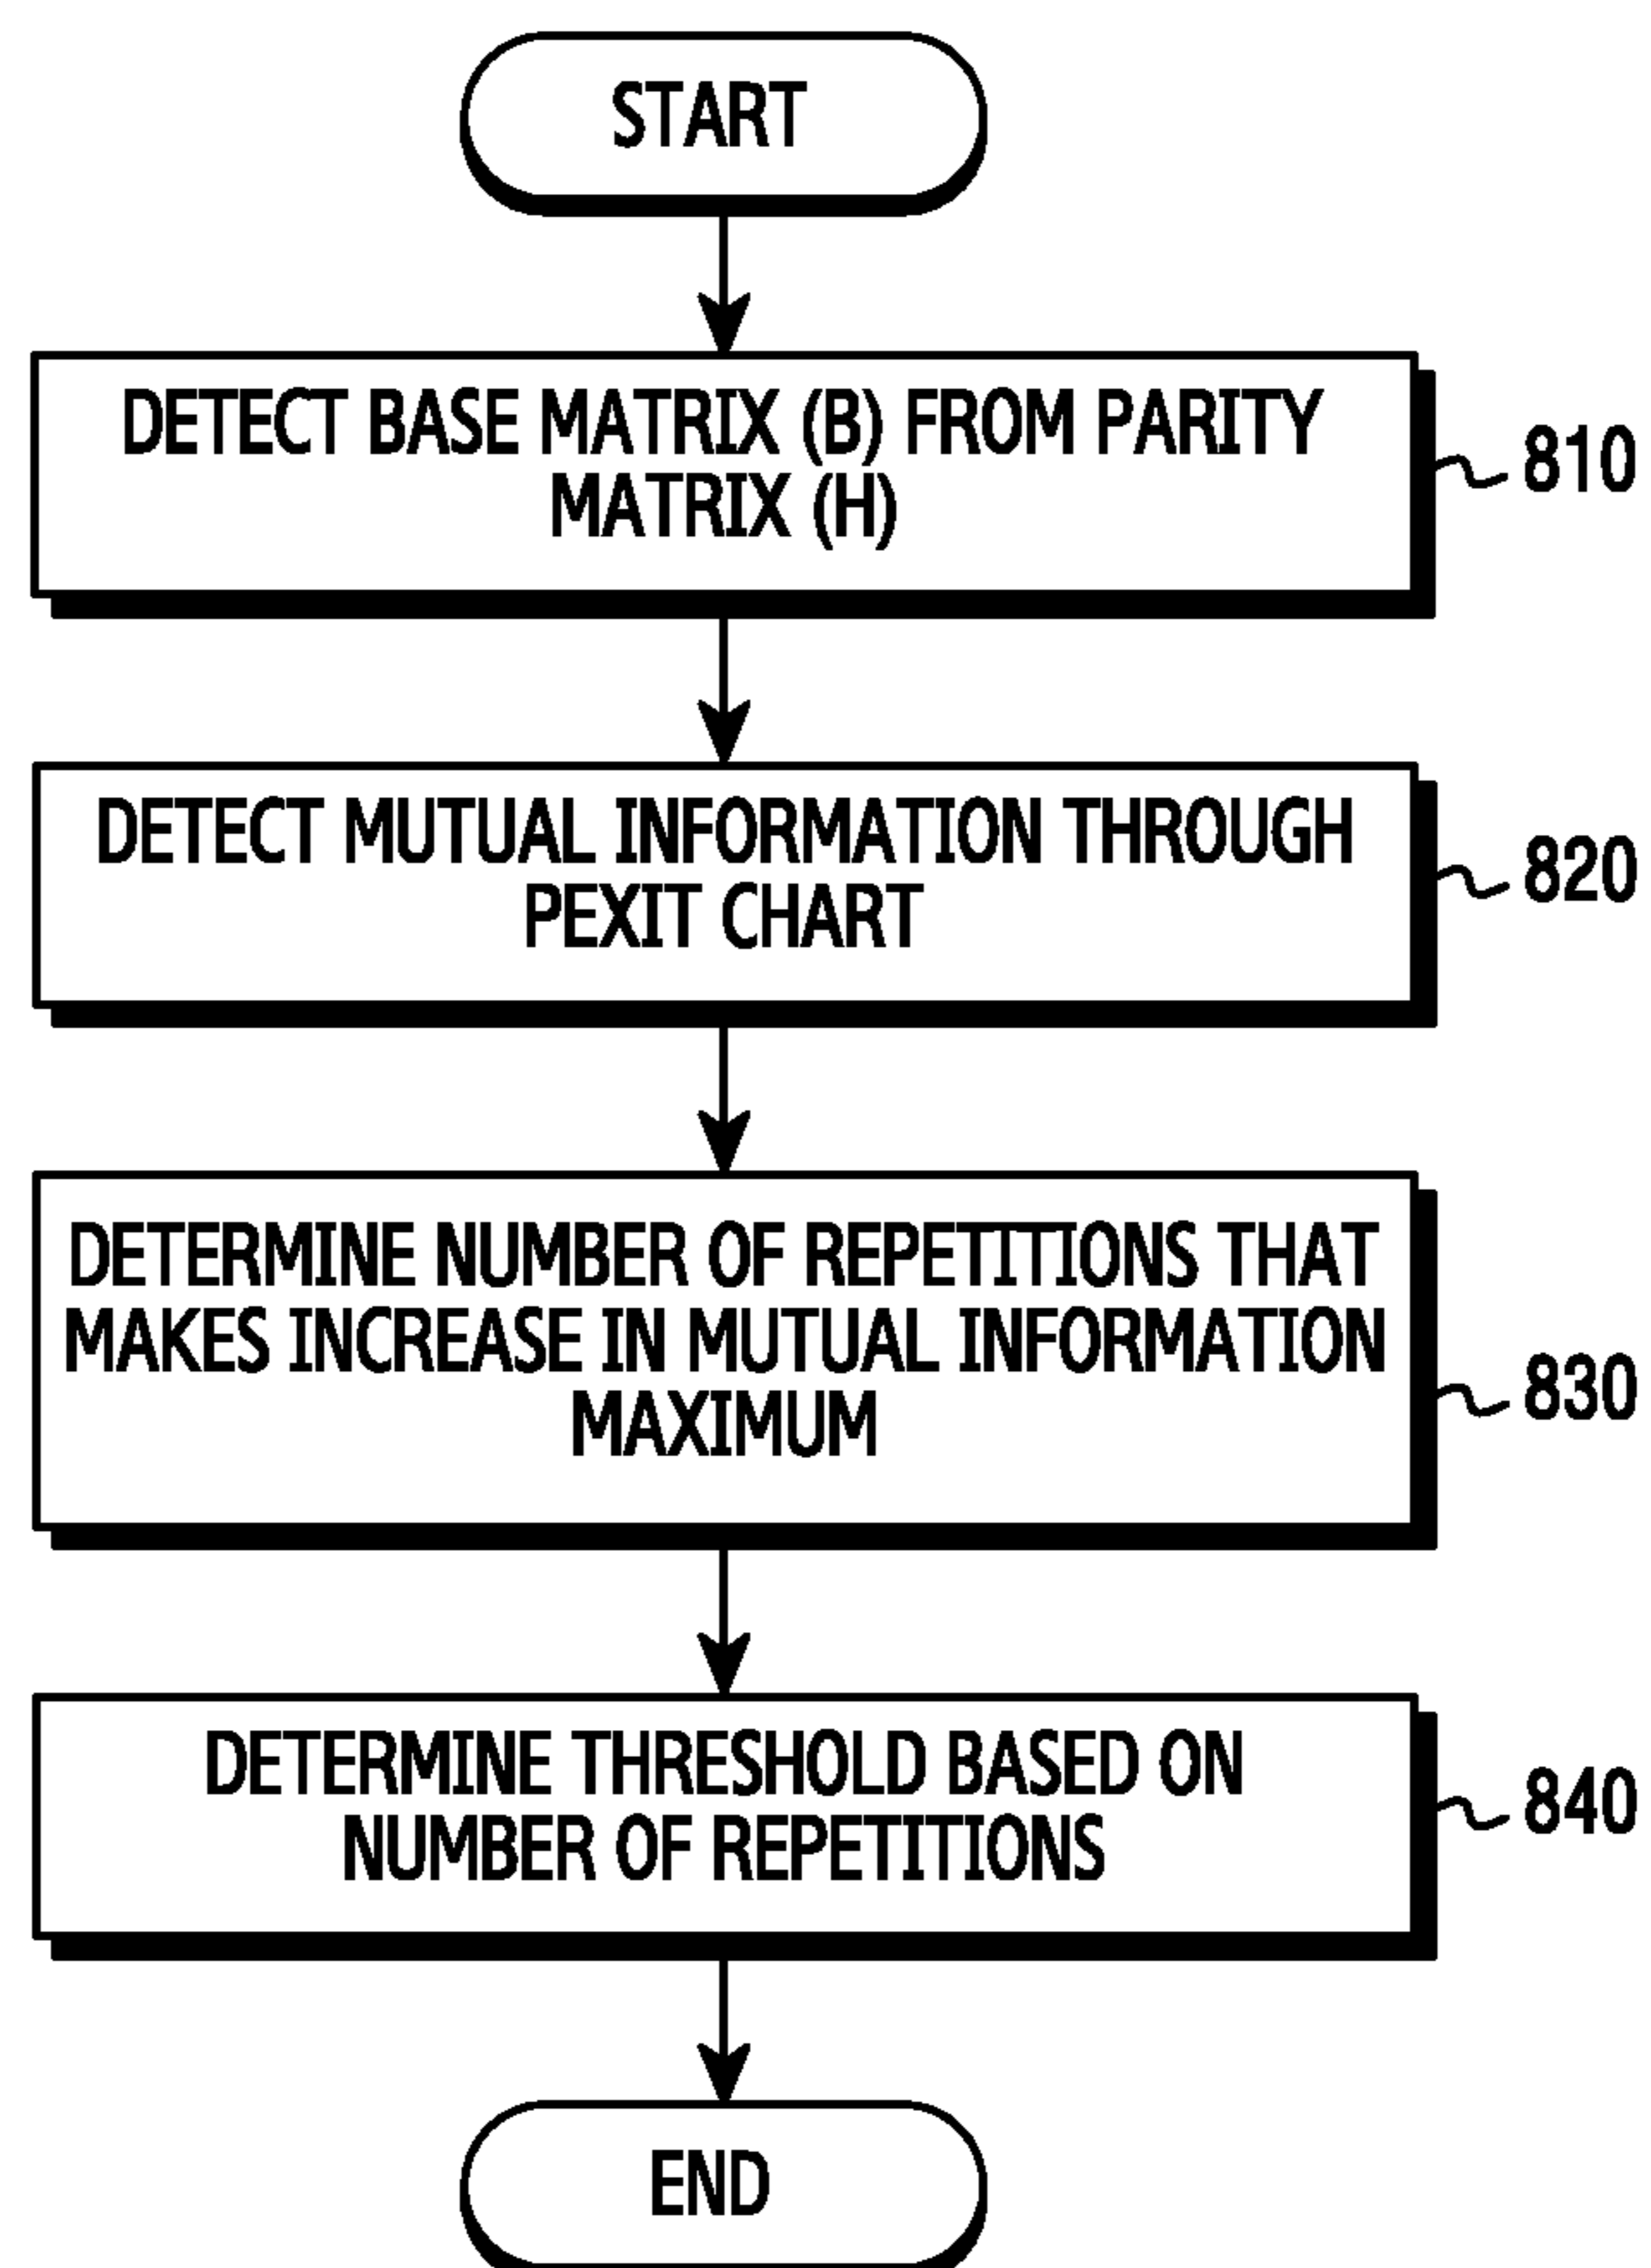 START
DETECT BASE MATRIX (B) FROM PARITY
MATRIX (H)
810
DETECT MUTUAL INFORMATION THROUGH
PEXIT CHART
820
DETERMINE NUMBER OF REPETITIONS THAT
MAKES INCREASE IN MUTUAL INFORMATION
MAXIMUM
830
DETERMINE THRESHOLD BASED ON
NUMBER OF REPETITIONS
840
END